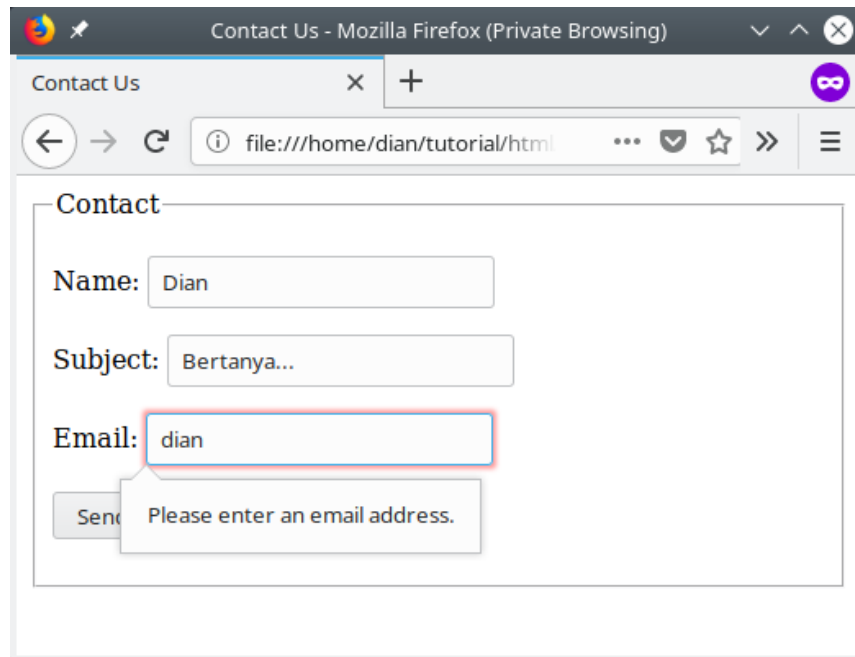 Contact Us - Mozilla Firefox (Private Browsing)
Contact Us
file:///home/dian/tutorial/html
Contact
Name: Dian
Subject: Bertanya...
Email: dian
Send
Please enter an email address.